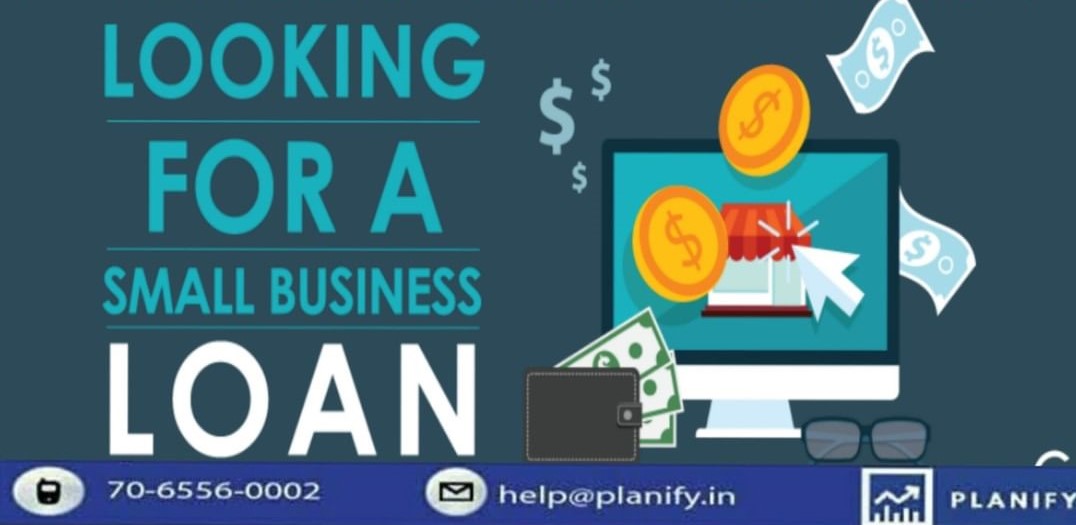 LOOKING
FOR A
SMALL BUSINESS
LOAN
$ $
$
70-6556-0002
help@planify.in
PLANIFY